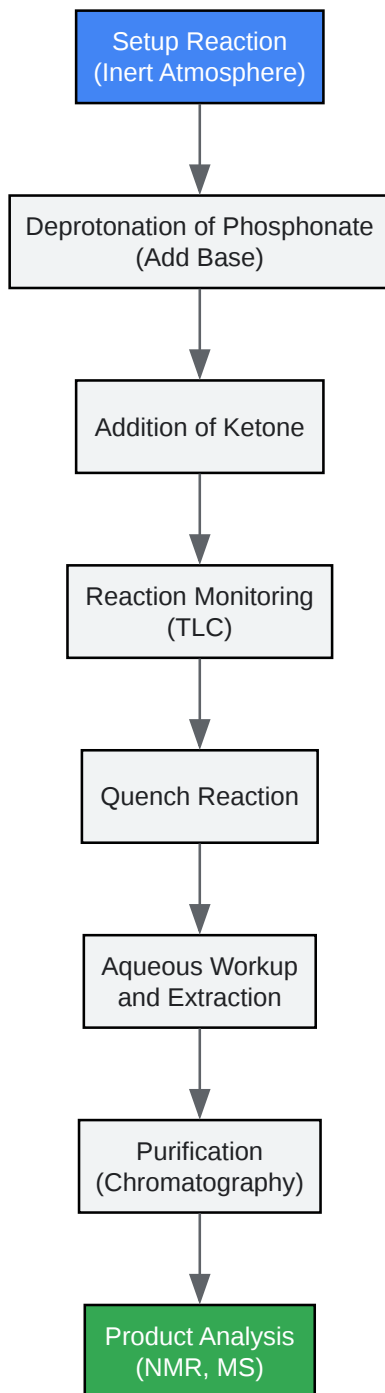 Setup Reaction
(Inert Atmosphere)
Deprotonation of Phosphonate
(Add Base)
Addition of Ketone
Reaction Monitoring
(TLC)
Quench Reaction
Aqueous Workup
and Extraction
Purification
(Chromatography)
Product Analysis
(NMR, MS)